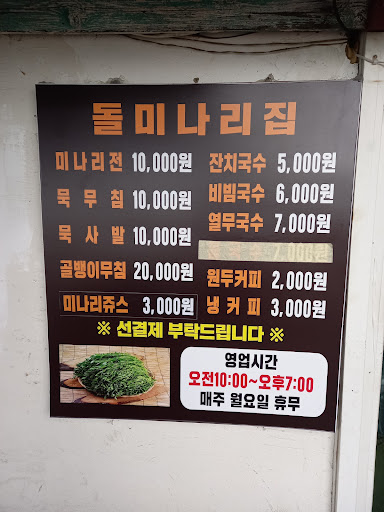 돌미나리집
미나리전 10,000원 잔치국수 5,000원
묵무침 10,000원 비빔국수 6,000원
열무국수 7,000원
묵사발 10,000원
7,000원
골뱅이무침 20,000원 원두커피 2,000원
미나리쥬스 3,000원 냉커피 3,000원
※ 선결제 부탁드립니다 ※
영업시간
오전10:00~오후7:00
매주 월요일 휴무